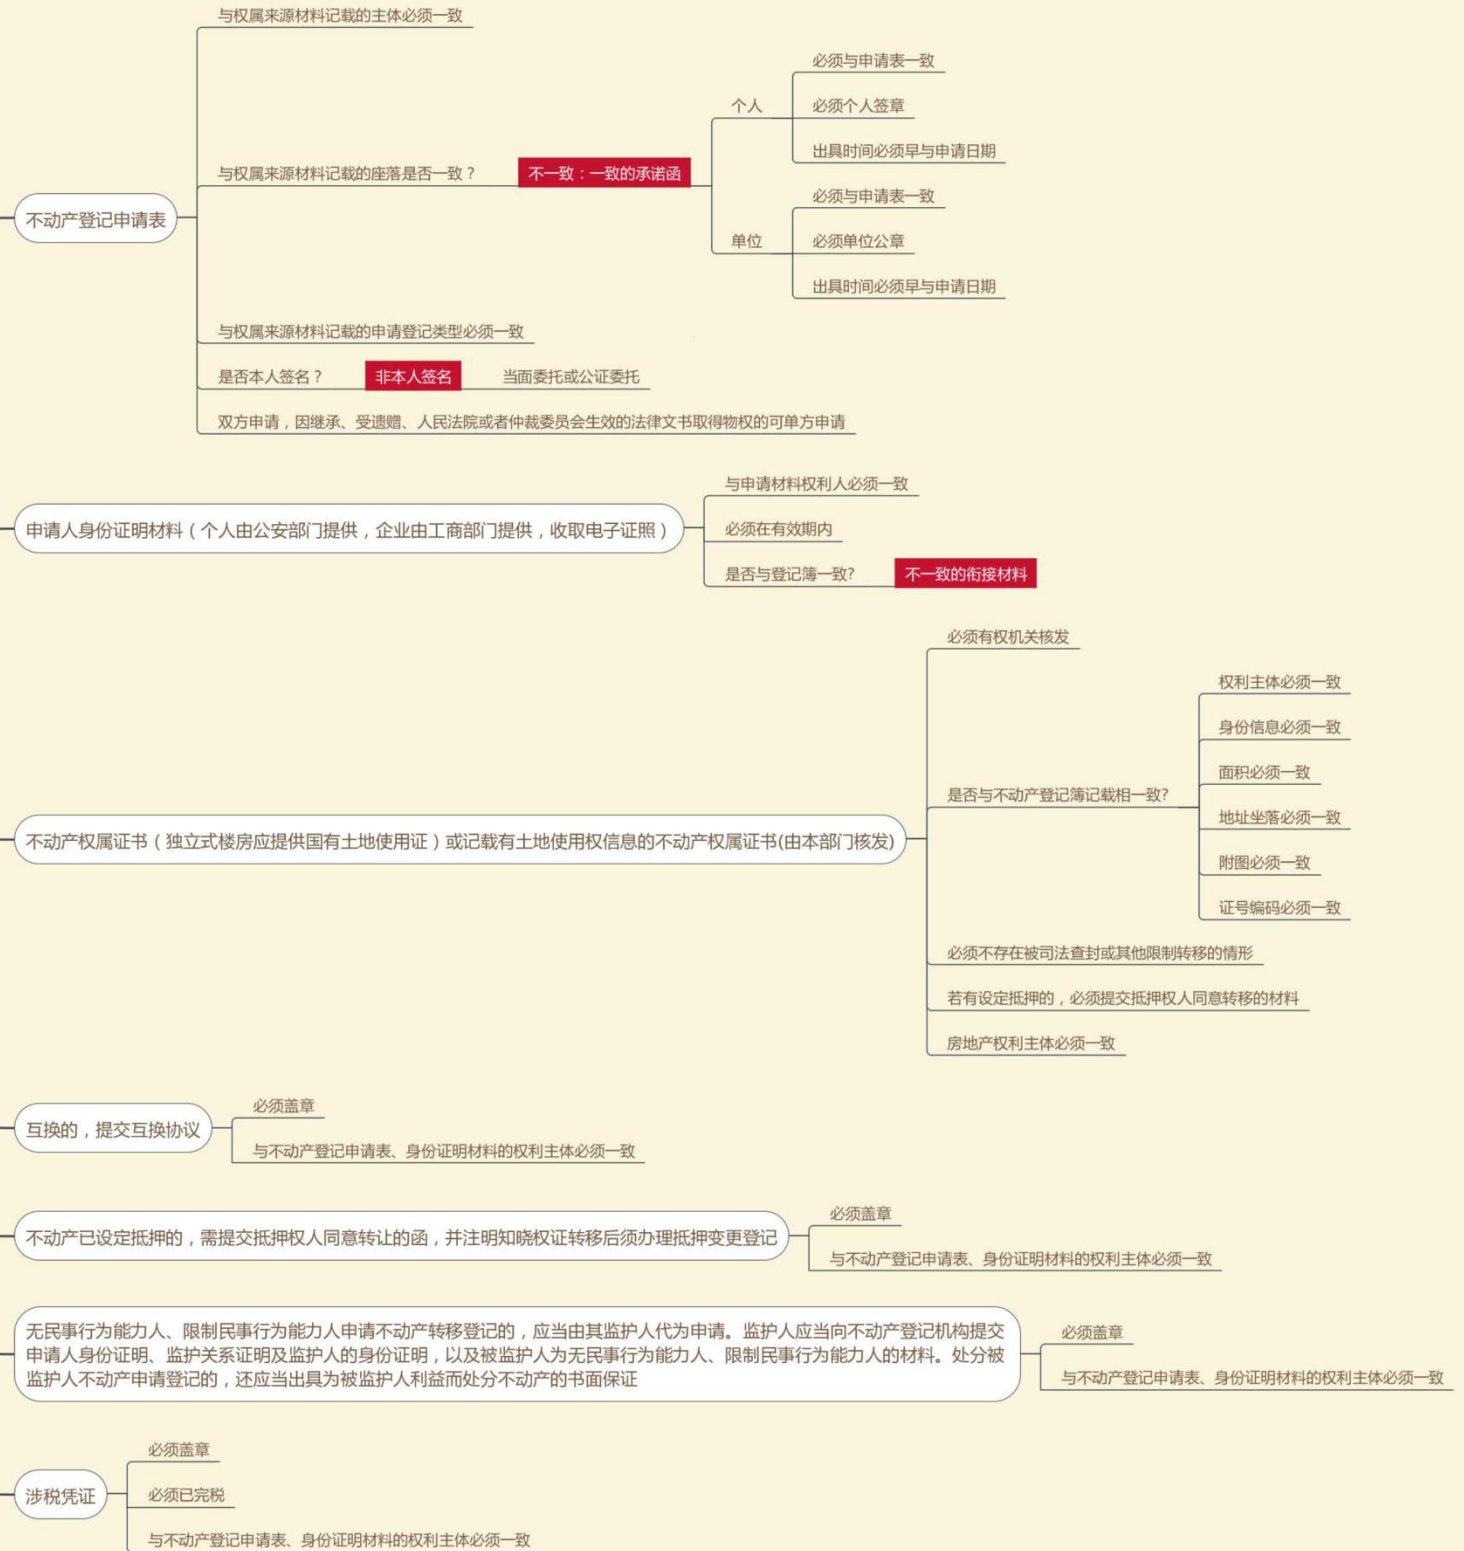 与权属来源材料记载的主体必须一致
必须与申请表一致
个人
必须个人签章
出具时间必须早与申请日期
与权属来源材料记载的座落是否一致？
不一致：一致的承诺函
必须与申请表一致
不动产登记申请表
单位
必须单位公章
出具时间必须早与申请日期
与权属来源材料记载的申请登记类型必须一致
是否本人签名？
非本人签名
当面委托或公证委托
双方申请，因继承、受遗赠、人民法院或者仲裁委员会生效的法律文书取得物权的可单方申请
与申请材料权利人必须一致
申请人身份证明材料（个人由公安部门提供，企业由工商部门提供，收取电子证照）
必须在有效期内
是否与登记簿一致?
不一致的衔接材料
必须有权机关核发
权利主体必须一致
身份信息必须一致
面积必须一致
是否与不动产登记簿记载相一致?
地址坐落必须一致
不动产权属证书（独立式楼房应提供国有土地使用证）或记载有土地使用权信息的不动产权属证书(由本部门核发)
附图必须一致
证号编码必须一致
必须不存在被司法查封或其他限制转移的情形
若有设定抵押的，必须提交抵押权人同意转移的材料
房地产权利主体必须一致
必须盖章
互换的，提交互换协议
与不动产登记申请表、身份证明材料的权利主体必须一致
必须盖章
不动产已设定抵押的，需提交抵押权人同意转让的函，并注明知晓权证转移后须办理抵押变更登记
与不动产登记申请表、身份证明材料的权利主体必须一致
无民事行为能力人、限制民事行为能力人申请不动产转移登记的，应当由其监护人代为申请。监护人应当向不动产登记机构提交
申请人身份证明、监护关系证明及监护人的身份证明，以及被监护人为无民事行为能力人、限制民事行为能力人的材料。处分被
监护人不动产申请登记的，还应当出具为被监护人利益而处分不动产的书面保证
必须盖章
与不动产登记申请表、身份证明材料的权利主体必须一致
必须盖章
涉税凭证
必须已完税
与不动产登记申请表、身份证明材料的权利主体必须一致